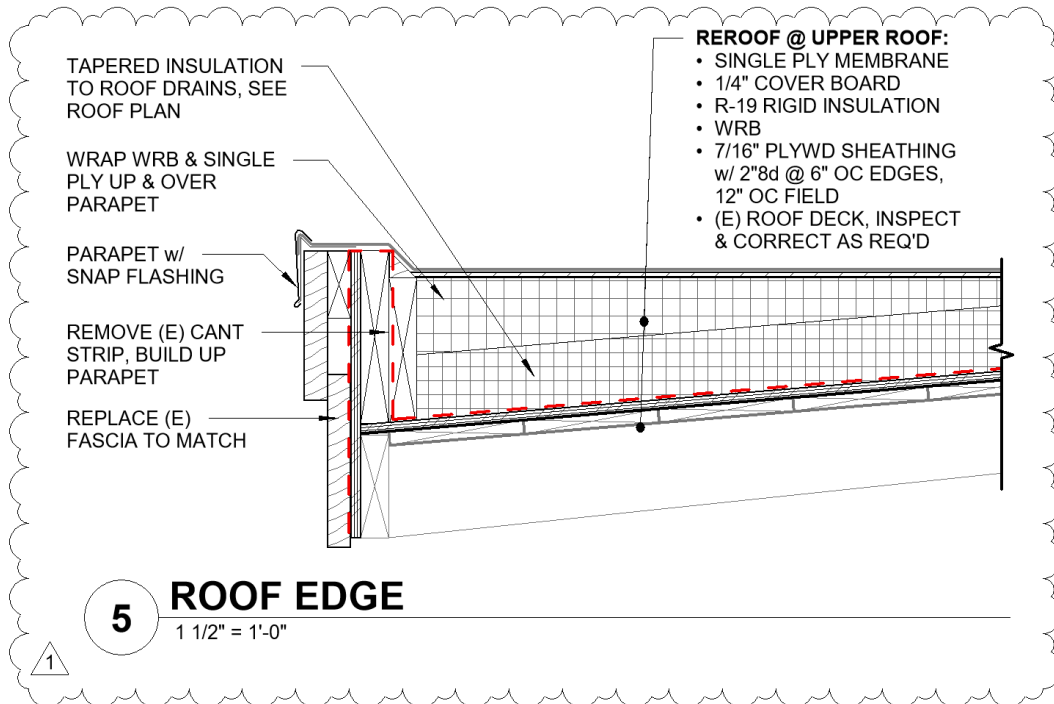 TAPERED INSULATION
TO ROOF DRAINS, SEE
ROOF PLAN
WRAP WRB & SINGLE
PLY UP & OVER
PARAPET
PARAPET w/
SNAP FLASHING
REMOVE (E) CANT
STRIP, BUILD UP
PARAPET
REPLACE (E)
FASCIA TO MATCH
REROOF @ UPPER ROOF:
• SINGLE PLY MEMBRANE
• 1/4" COVER BOARD
• R-19 RIGID INSULATION
• WRB
• 7/16" PLYWD SHEATHING
w/ 2"8d @ 6" OC EDGES,
12" OC FIELD
• (E) ROOF DECK, INSPECT
& CORRECT AS REQ'D
5
ROOF EDGE
1 1/2" = 1'-0"
1